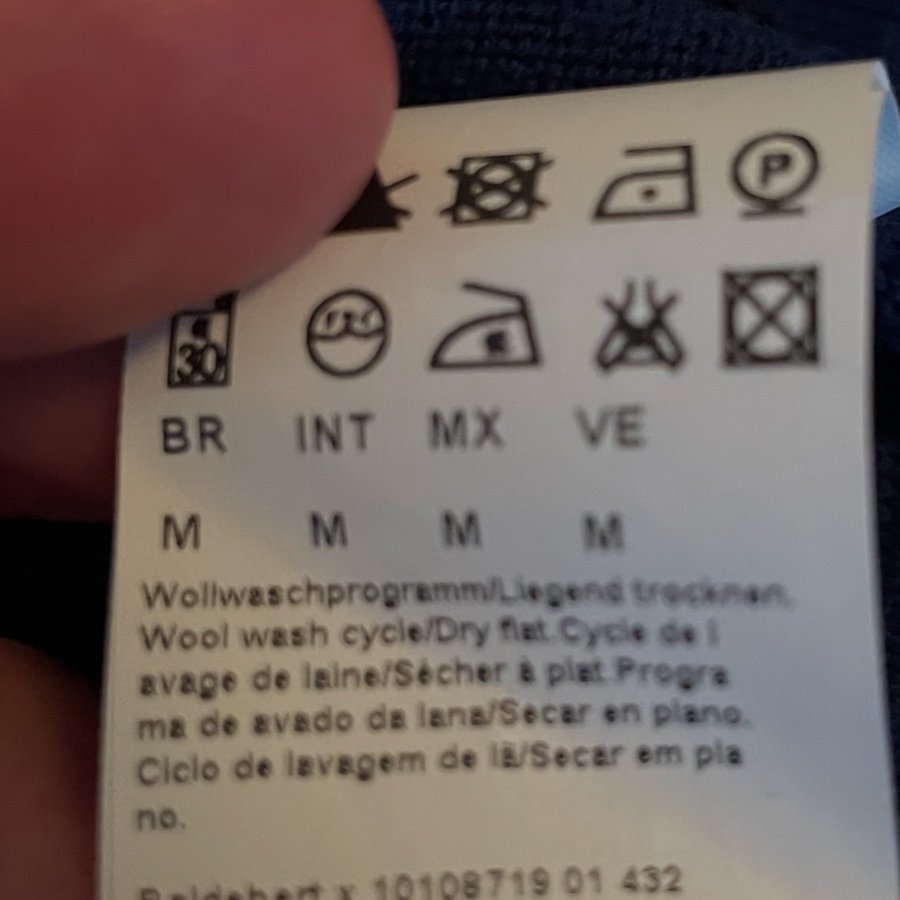 P
30
BR INT MX VE
M M M M
Wollwaschprogramm/Liegend trocknen.
Wool wash cycle/Dry flat.Cycle de l
avage de laine/Sécher à plat.Progra
ma de avado da lana/Secar en plano.
Ciclo de lavagem de lã/Secar em pla
no.
x 10108719 01 432